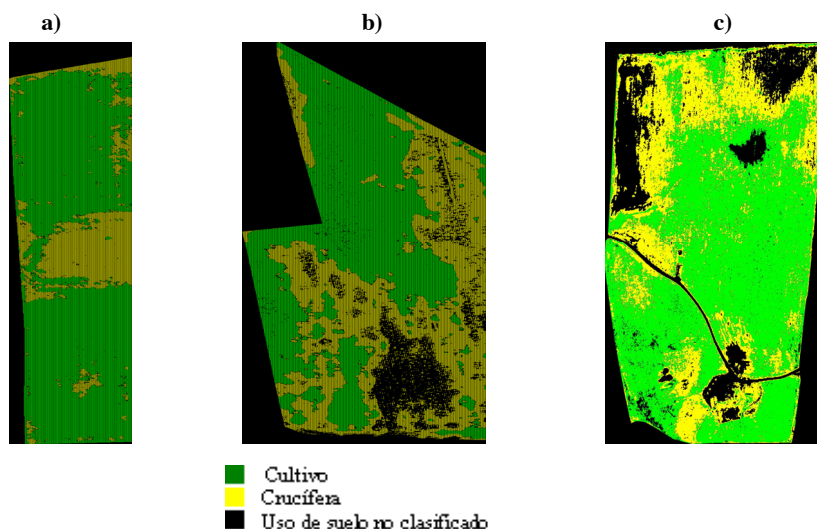 a)
b)
c)
Cultivo
Crucífera
Uso de suelo no clasificado